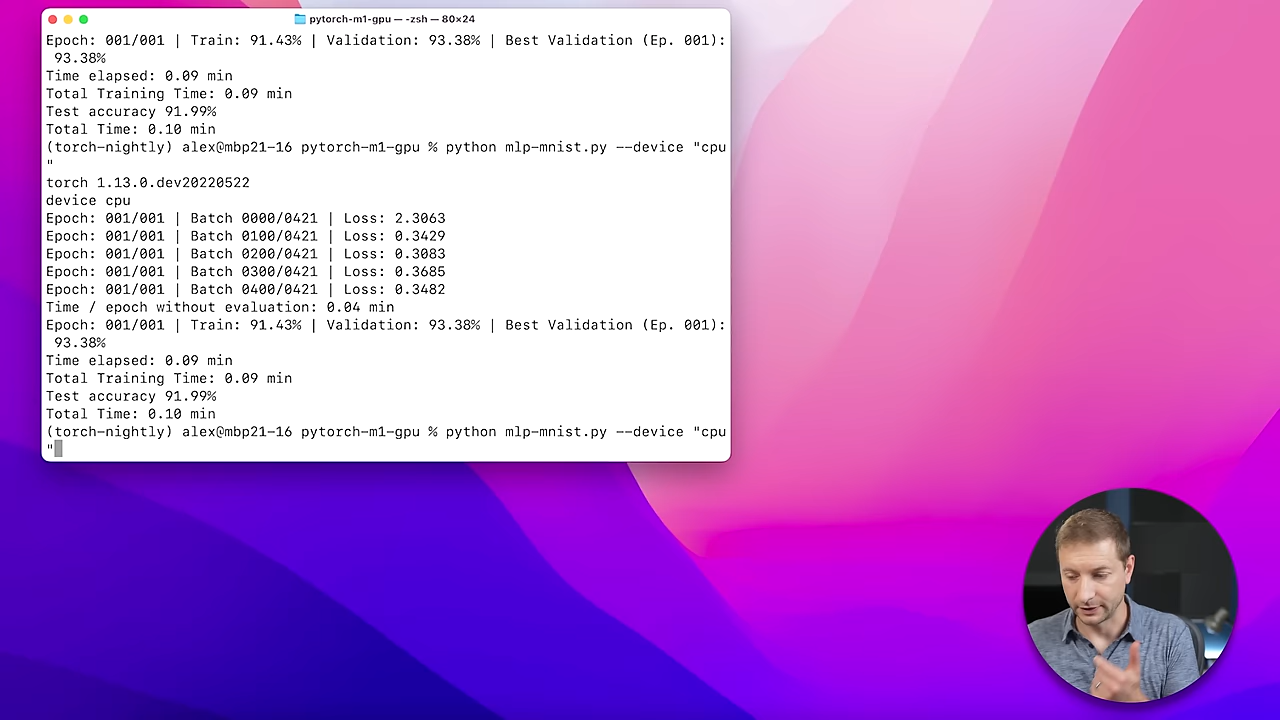 pytorch-m1-gpu — -zsh — 80×24
Epoch: 001/001 | Train: 91.43% | Validation: 93.38% | Best Validation (Ep. 001):
93.38%
Time elapsed: 0.09 min
Total Training Time: 0.09 min
Test accuracy 91.99%
Total Time: 0.10 min
(torch-nightly) alex@mbp21-16 pytorch-m1-gpu % python mlp-mnist.py --device "cpu
"
torch 1.13.0.dev20220522
device cpu
Epoch: 001/001 | Batch 0000/0421 | Loss: 2.3063
Epoch: 001/001 | Batch 0100/0421 | Loss: 0.3429
Epoch: 001/001 | Batch 0200/0421 | Loss: 0.3083
Epoch: 001/001 | Batch 0300/0421 | Loss: 0.3685
Epoch: 001/001 | Batch 0400/0421 | Loss: 0.3482
Time / epoch without evaluation: 0.04 min
Epoch: 001/001 | Train: 91.43% | Validation: 93.38% | Best Validation (Ep. 001):
93.38%
Time elapsed: 0.09 min
Total Training Time: 0.09 min
Test accuracy 91.99%
Total Time: 0.10 min
(torch-nightly) alex@mbp21-16 pytorch-m1-gpu % python mlp-mnist.py --device "cpu
"